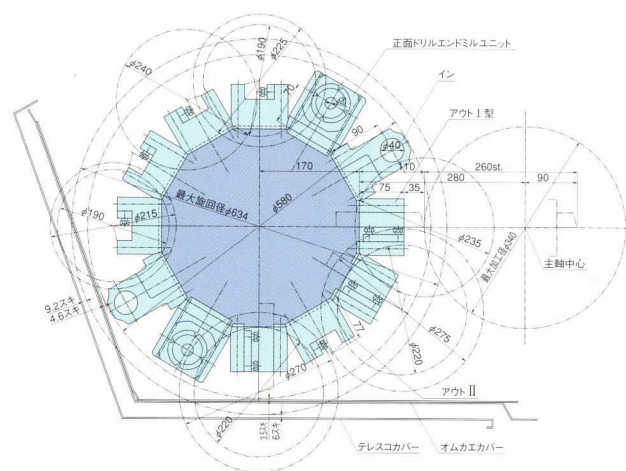 φ190
φ225
正面ドリルエンドミルユニット
φ240
70
イン
90
φ40
アウトⅠ型
170
110
260st.
280
90
75
35
最大旋回径φ634
φ580
φ190
φ215
φ235
最大加工径φ340
主軸中心
9.2スキ
4.6スキ
77
φ275
φ220
φ270
アウトⅡ
φ220
3.5スキ
6スキ
テレスコカバー
オムカエカバー